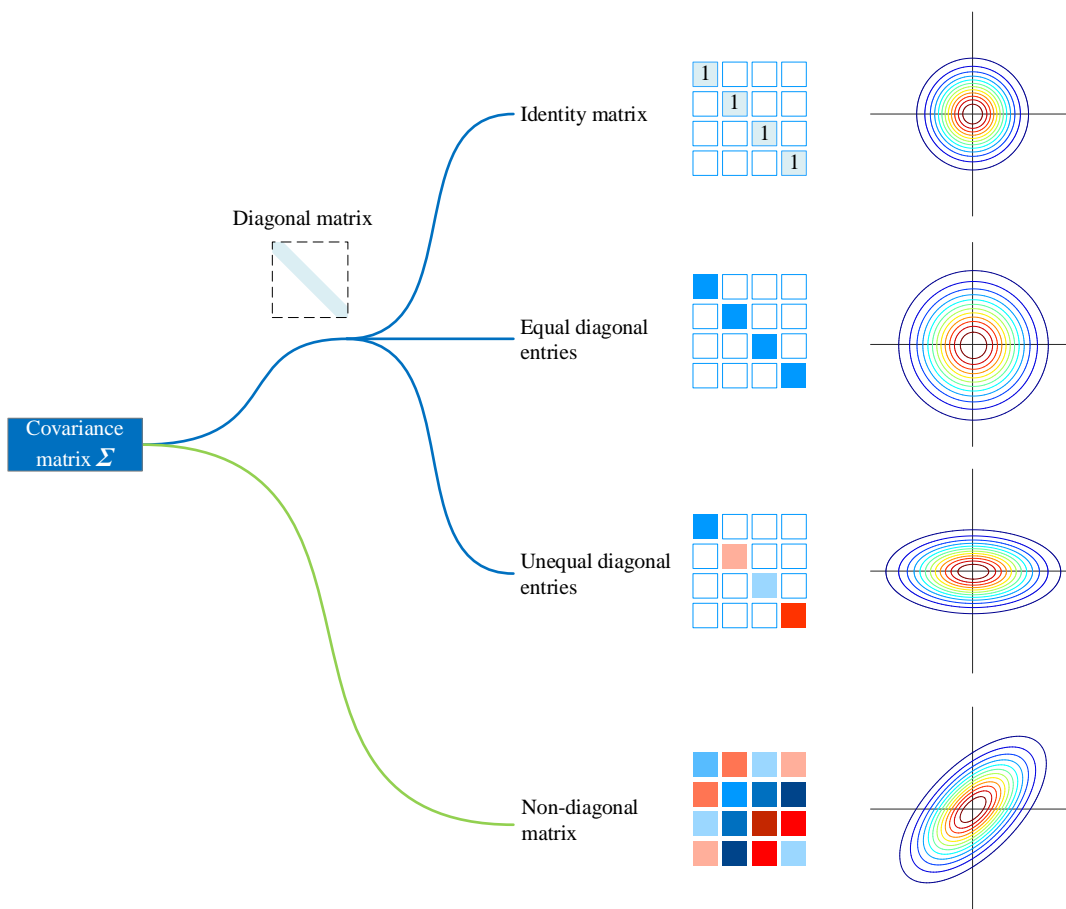 Identity matrix
1
1
1
1
Diagonal matrix
Equal diagonal
entries
Covariance
matrix Σ
Unequal diagonal
entries
Non-diagonal
matrix